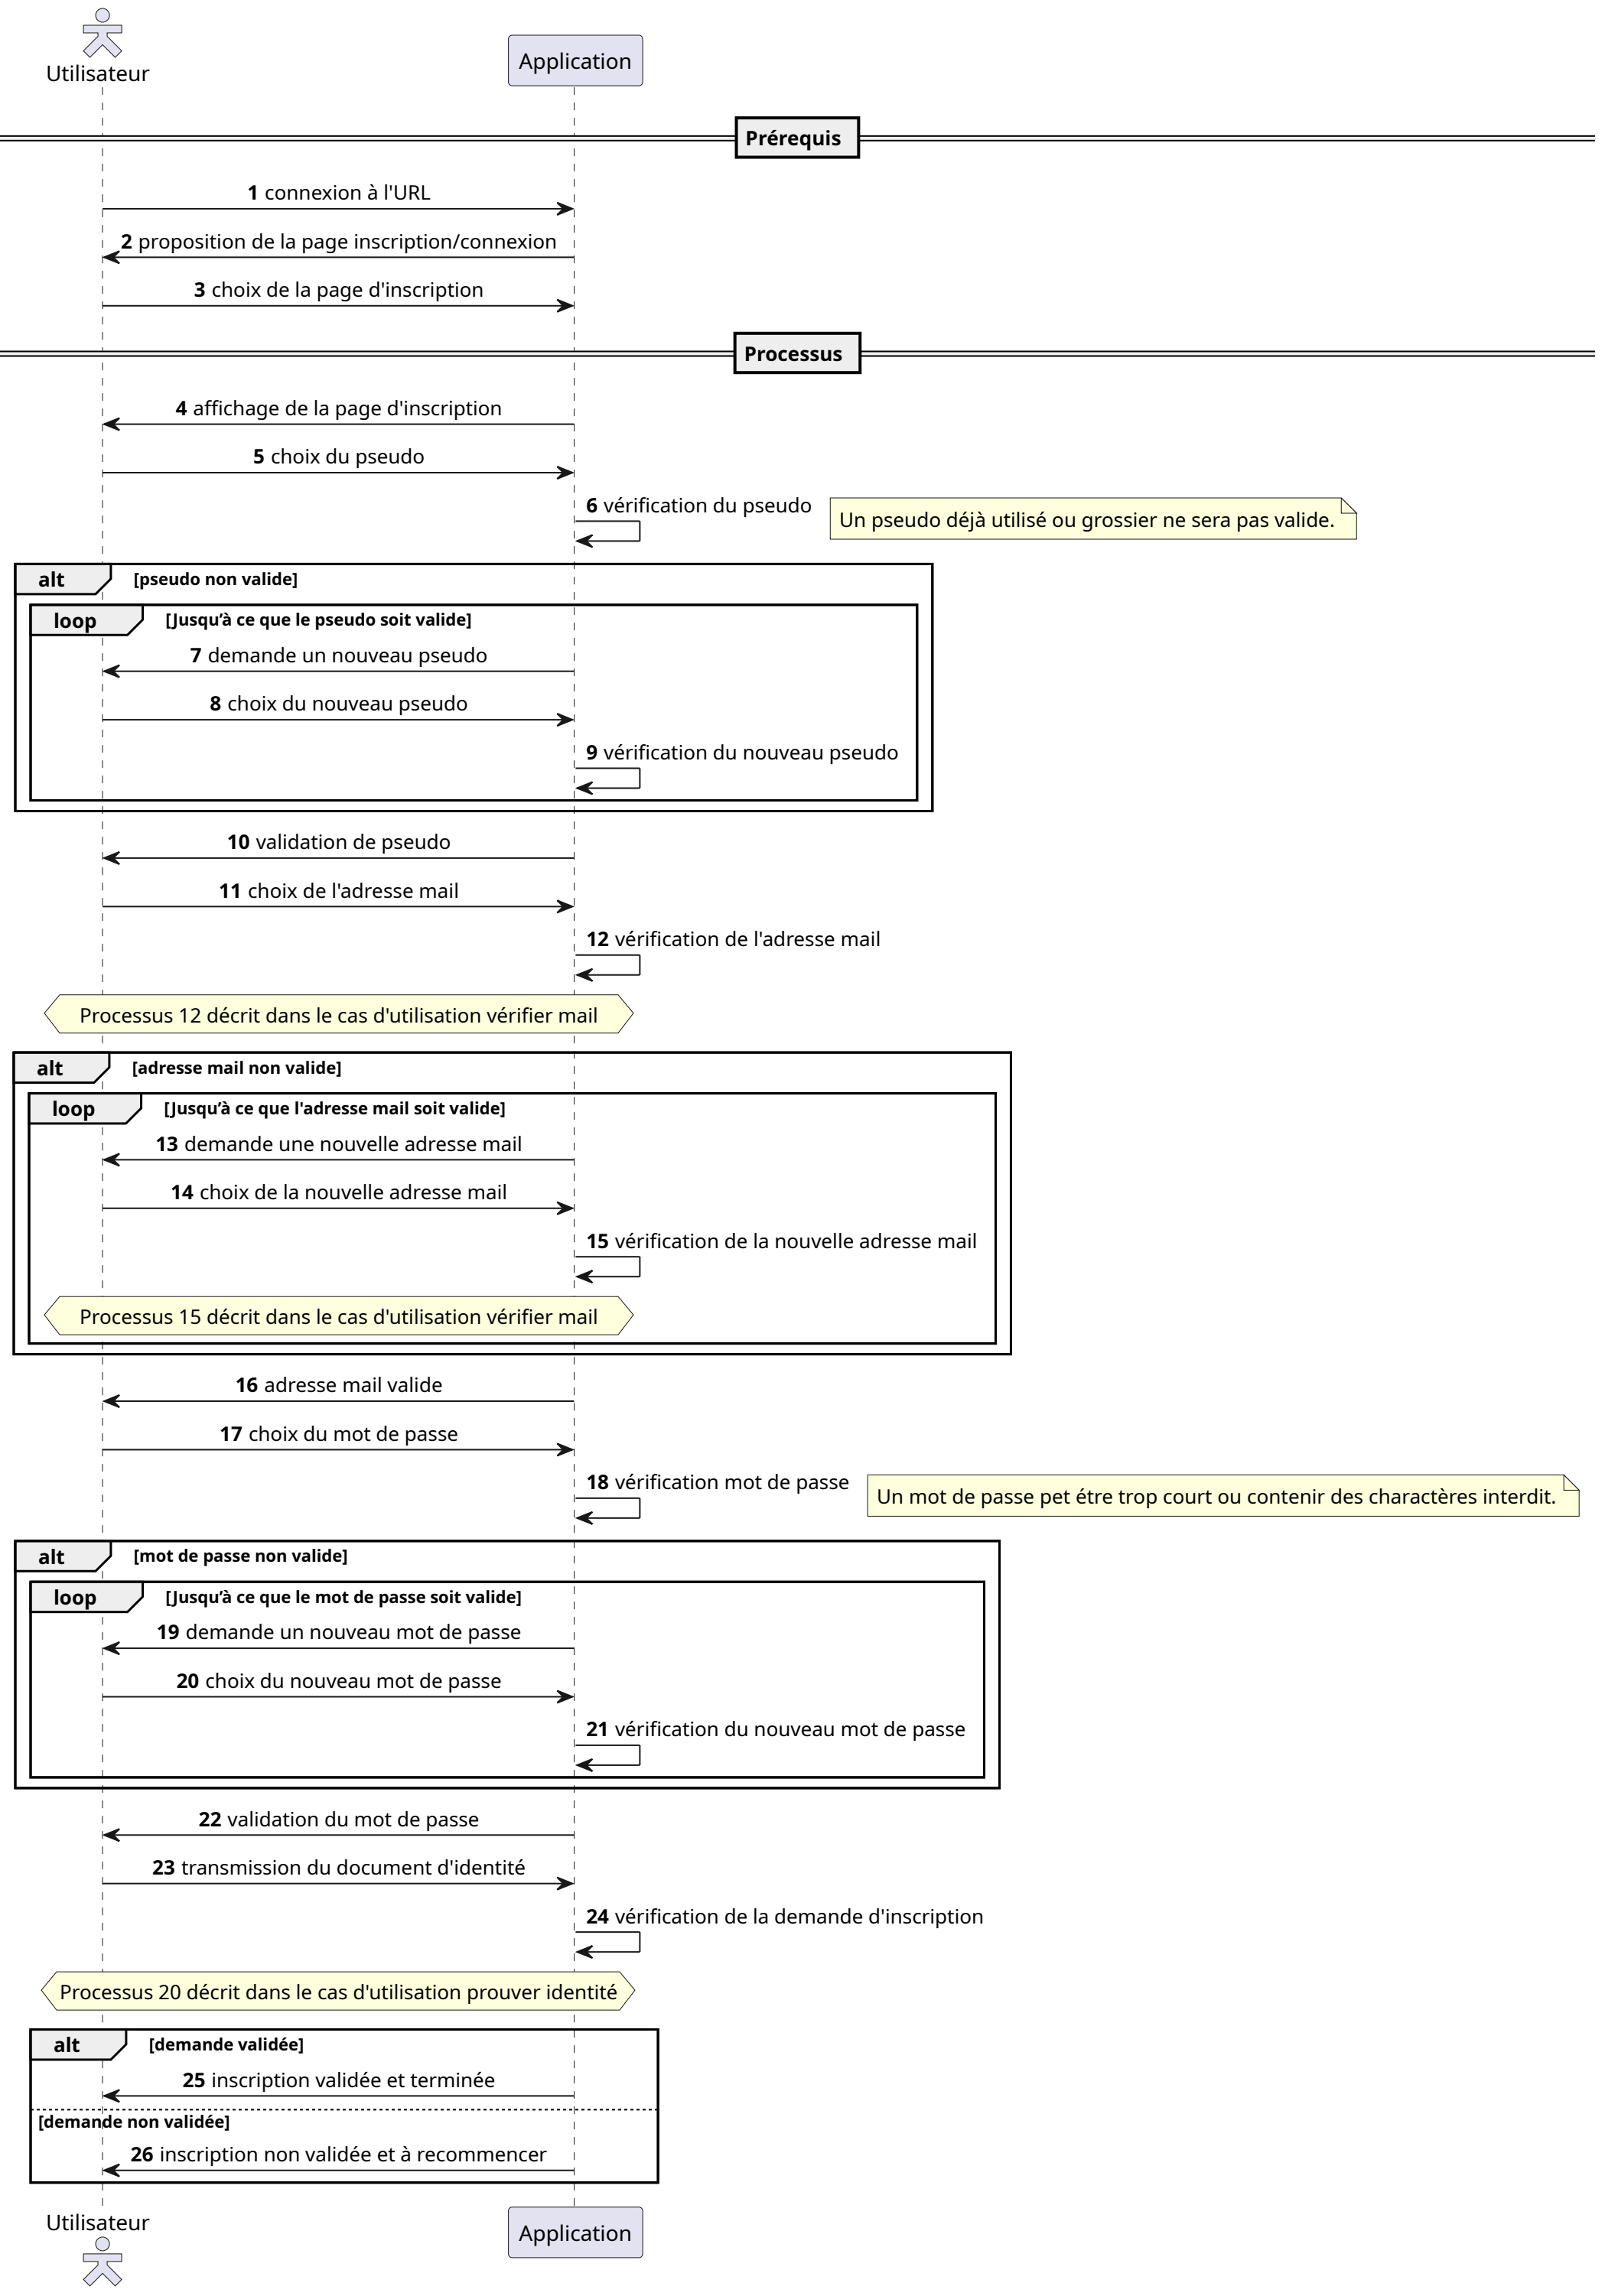 Utilisateur
Application
Prérequis
1 connexion à l'URL
2 proposition de la page inscription/connexion
3 choix de la page d'inscription
Processus
4 affichage de la page d'inscription
5 choix du pseudo
6 vérification du pseudo
Un pseudo déjà utilisé ou grossier ne sera pas valide.
alt [pseudo non valide]
loop [Jusqu’à ce que le pseudo soit valide]
7 demande un nouveau pseudo
8 choix du nouveau pseudo
9 vérification du nouveau pseudo
10 validation de pseudo
11 choix de l'adresse mail
12 vérification de l'adresse mail
Processus 12 décrit dans le cas d'utilisation vérifier mail
alt [adresse mail non valide]
loop [Jusqu’à ce que l'adresse mail soit valide]
13 demande une nouvelle adresse mail
14 choix de la nouvelle adresse mail
15 vérification de la nouvelle adresse mail
Processus 15 décrit dans le cas d'utilisation vérifier mail
16 adresse mail valide
17 choix du mot de passe
18 vérification mot de passe
Un mot de passe pet étre trop court ou contenir des charactères interdit.
alt [mot de passe non valide]
loop [Jusqu’à ce que le mot de passe soit valide]
19 demande un nouveau mot de passe
20 choix du nouveau mot de passe
21 vérification du nouveau mot de passe
22 validation du mot de passe
23 transmission du document d'identité
24 vérification de la demande d'inscription
Processus 20 décrit dans le cas d'utilisation prouver identité
alt [demande validée]
25 inscription validée et terminée
[demande non validée]
26 inscription non validée et à recommencer
Utilisateur
Application